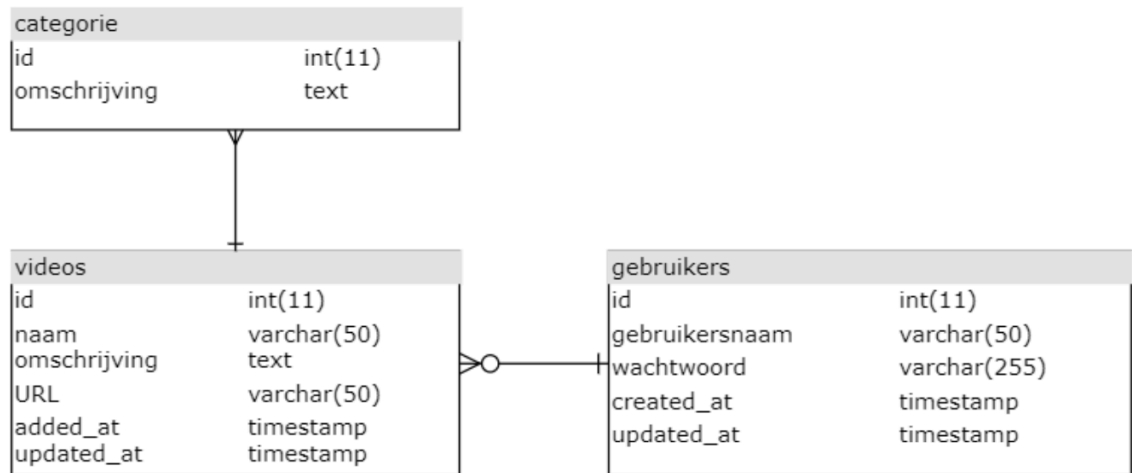 categorie
id int(11)
omschrijving text
videos
id int(11)
naam varchar(50)
omschrijving text
URL varchar(50)
added_at timestamp
updated_at timestamp
gebruikers
id int(11)
gebruikersnaam varchar(50)
wachtwoord varchar(255)
created_at timestamp
updated_at timestamp